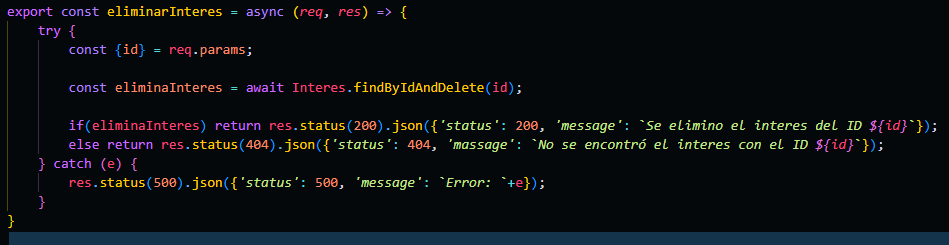 export const eliminarInteres = async (req, res) => {
try {
const {id} = req.params;
const eliminaInteres = await Interes.findByIdAndDelete(id);
if(eliminaInteres) return res.status(200).json({'status': 200, 'message': `Se elimino el interes del ID ${id}`});
else return res.status(404).json({'status': 404, 'massage': `No se encontró el interes con el ID ${id}`});
} catch (e) {
res.status(500).json({'status': 500, 'message': `Error: `+e});
}
}